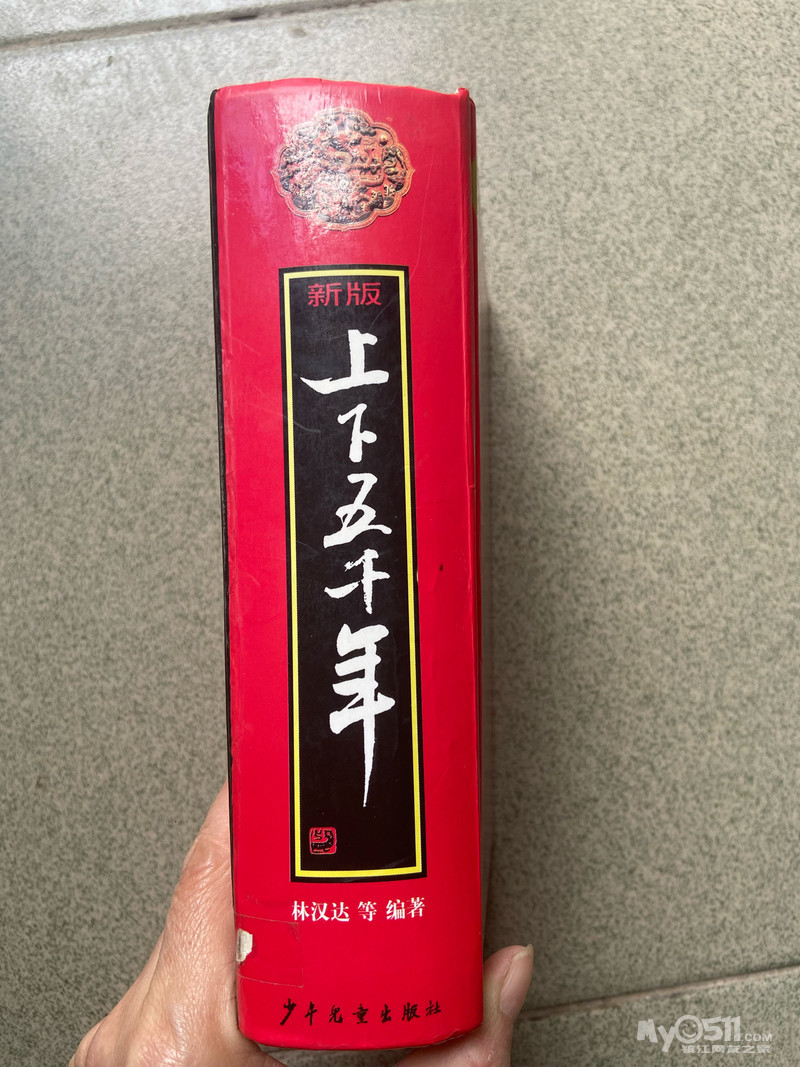 新版
上下五千年
林汉达 等 编著
少年儿童出版社
My0511.COM
镇江网友之家